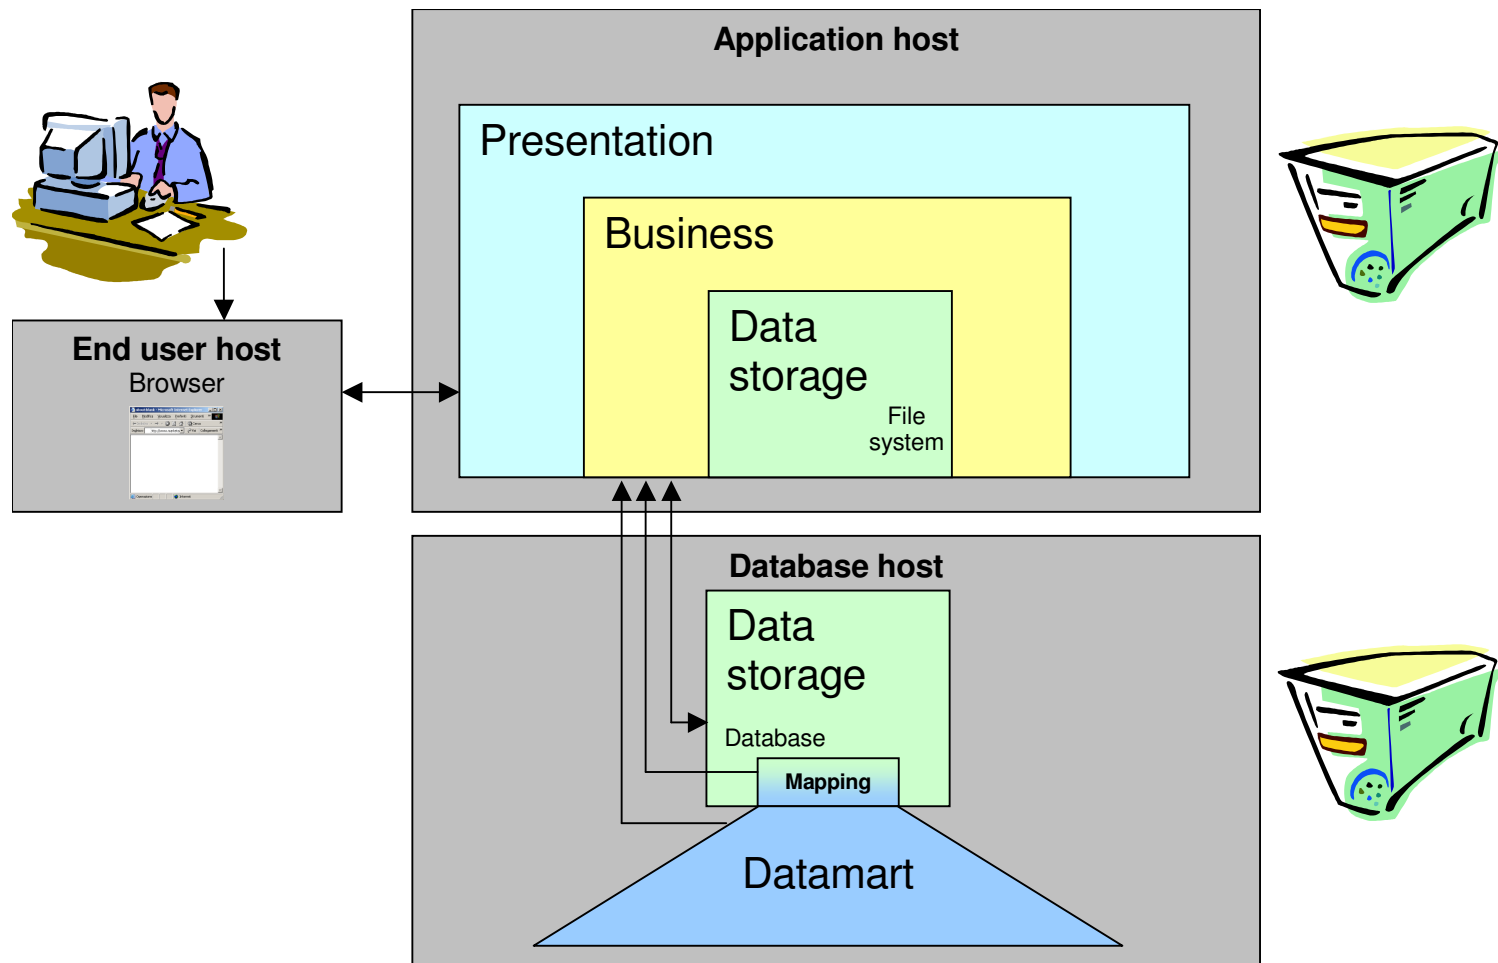 Application host
Presentation
Business
Data
storage
File
system
End user host
Browser
Database host
Data
storage
Database
Mapping
Datamart